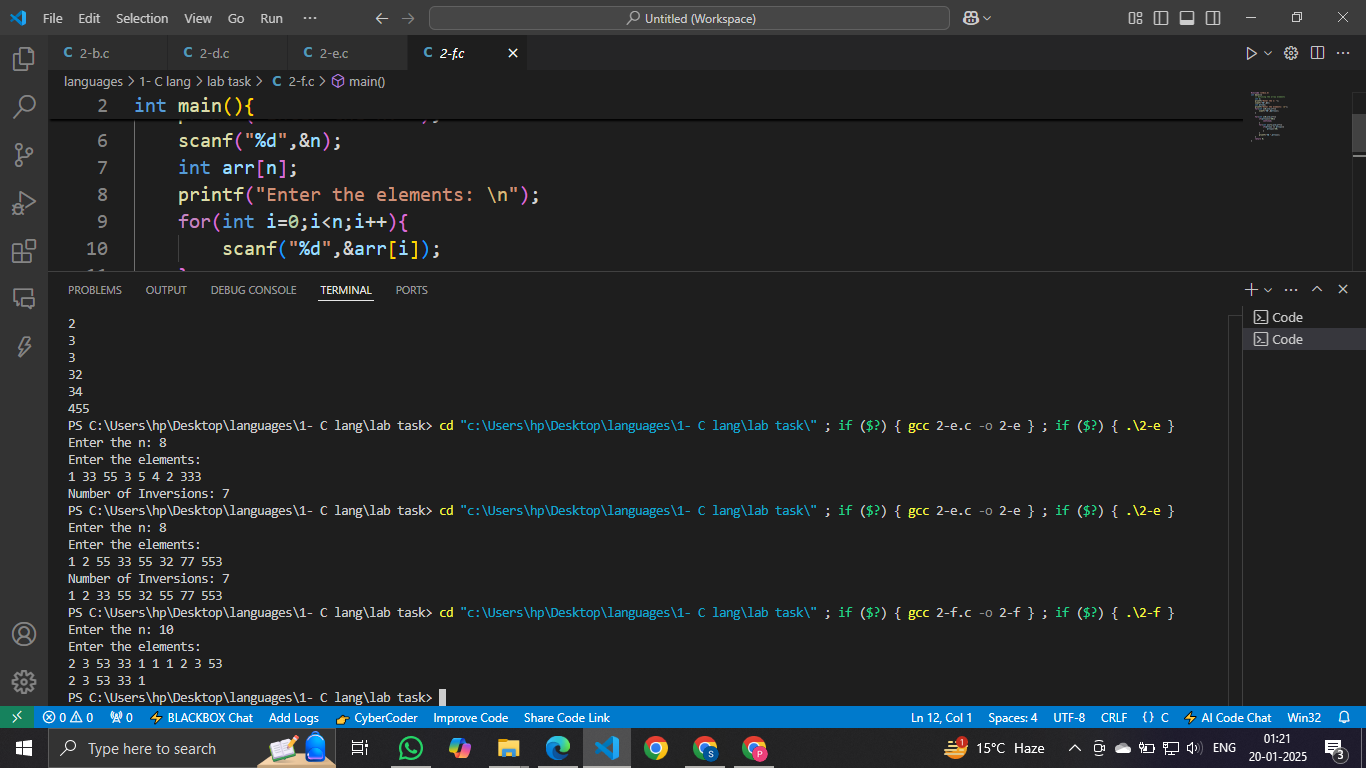 File Edit Selection View Go Run ··· Untitled (Workspace)
C 2-b.c C 2-d.c C 2-e.c C 2-f.c
languages > 1- C lang > lab task > C 2-f.c > main()
2 int main(){
6 scanf("%d",&n);
7 int arr[n];
8 printf("Enter the elements: \n");
9 for(int i=0;i<n;i++){
10 scanf("%d",&arr[i]);
PROBLEMS OUTPUT DEBUG CONSOLE TERMINAL PORTS
Code
Code
2
3
3
32
34
455
PS C:\Users\hp\Desktop\languages\1- C lang\lab task> cd "c:\Users\hp\Desktop\languages\1- C lang\lab task\" ; if ($?) { gcc 2-e.c -o 2-e } ; if ($?) { .\2-e }
Enter the n: 8
Enter the elements:
1 33 55 3 5 4 2 333
Number of Inversions: 7
PS C:\Users\hp\Desktop\languages\1- C lang\lab task> cd "c:\Users\hp\Desktop\languages\1- C lang\lab task\" ; if ($?) { gcc 2-e.c -o 2-e } ; if ($?) { .\2-e }
Enter the n: 8
Enter the elements:
1 2 55 33 55 32 77 553
Number of Inversions: 7
1 2 33 55 32 55 77 553
PS C:\Users\hp\Desktop\languages\1- C lang\lab task> cd "c:\Users\hp\Desktop\languages\1- C lang\lab task\" ; if ($?) { gcc 2-f.c -o 2-f } ; if ($?) { .\2-f }
Enter the n: 10
Enter the elements:
2 3 53 33 1 1 1 2 3 53
2 3 53 33 1
PS C:\Users\hp\Desktop\languages\1- C lang\lab task>
0 0 0 BLACKBOX Chat Add Logs CyberCoder Improve Code Share Code Link Ln 12, Col 1 Spaces: 4 UTF-8 CRLF {} C AI Code Chat Win32
Type here to search S P 1 15°C Haze ENG 01:21
20-01-2025 3